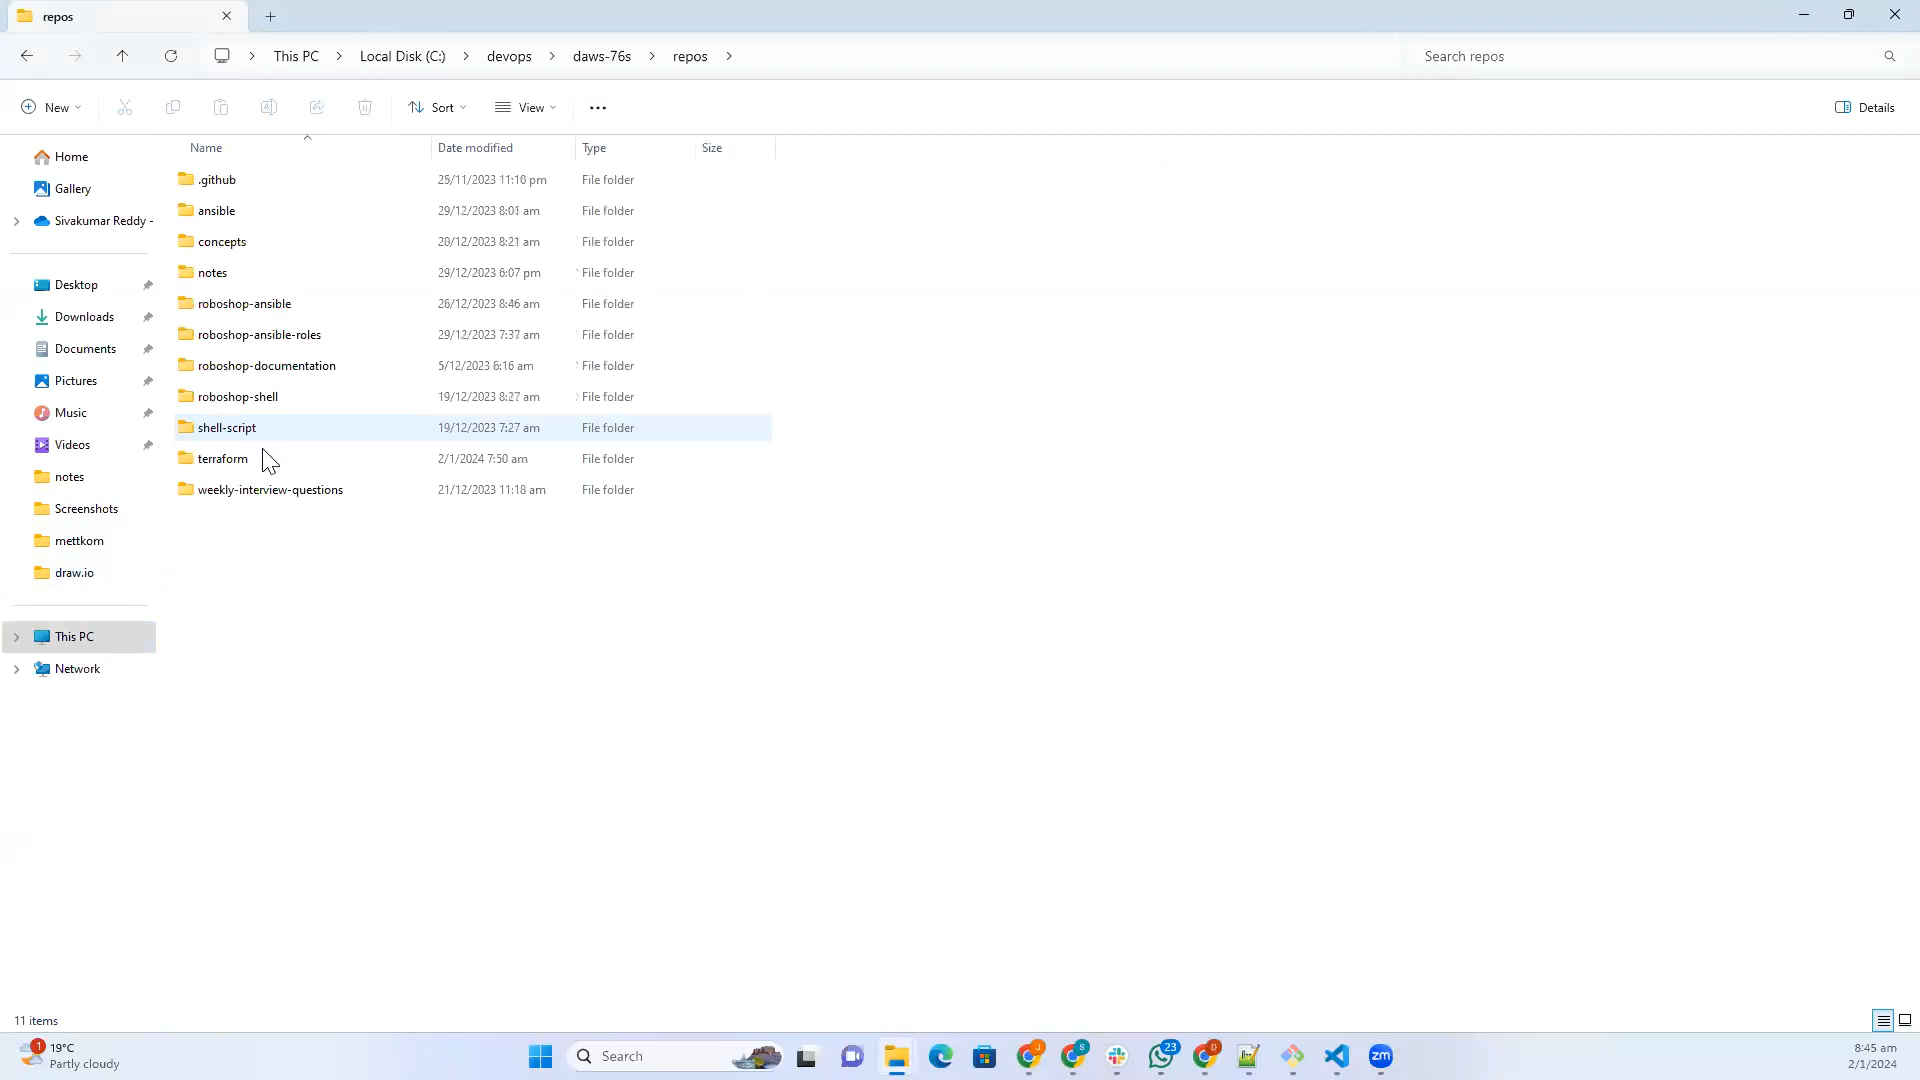 repos
This PC > Local Disk (C:) > devops > daws-76s > repos >
Search repos
New
Sort
View
Details
Name
Date modified
Type
Size
Home
Gallery
Sivakumar Reddy -
Desktop
Downloads
Documents
Pictures
Music
Videos
notes
Screenshots
mettkom
draw.io
This PC
Network
.github 25/11/2023 11:10 pm File folder
ansible 29/12/2023 8:01 am File folder
concepts 28/12/2023 8:21 am File folder
notes 29/12/2023 6:07 pm File folder
roboshop-ansible 26/12/2023 8:46 am File folder
roboshop-ansible-roles 29/12/2023 7:37 am File folder
roboshop-documentation 5/12/2023 6:16 am File folder
roboshop-shell 19/12/2023 8:27 am File folder
shell-script 19/12/2023 7:27 am File folder
terraform 2/1/2024 7:50 am File folder
weekly-interview-questions 21/12/2023 11:18 am File folder
11 items
1
19°C
Partly cloudy
Search
J
S
23
D
zm
8:45 am
2/1/2024